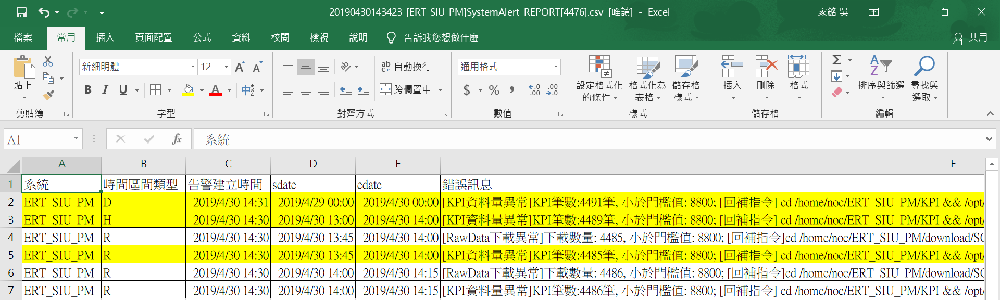 20190430143423_[ERT_SIU_PM]SystemAlert_REPORT[4476].csv [唯讀] - Excel
家銘 吳
檔案 常用 插入 頁面配置 公式 資料 校閱 檢視 說明 告訴我您想做什麼 共用
貼上
剪貼簿
新細明體 12
B I U 中
字型
ab c 自動換行
跨欄置中
對齊方式
通用格式
$ % , .0 .00 .00 .0
數值
設定格式化的條件
格式化為表格
儲存格樣式
樣式
插入 刪除 格式
儲存格
Σ A Z
排序與篩選
尋找與選取
編輯
A1 fx 系統
A B C D E F
1 系統 時間區間類型 告警建立時間 sdate edate 錯誤訊息
2 ERT_SIU_PM D 2019/4/30 14:31 2019/4/29 00:00 2019/4/30 00:00 [KPI資料量異常]KPI筆數:4491筆, 小於門檻值: 8800; [回補指令] cd /home/noc/ERT_SIU_PM/KPI && /opt/
3 ERT_SIU_PM H 2019/4/30 14:30 2019/4/30 13:00 2019/4/30 14:00 [KPI資料量異常]KPI筆數:4489筆, 小於門檻值: 8800; [回補指令] cd /home/noc/ERT_SIU_PM/KPI && /opt/
4 ERT_SIU_PM R 2019/4/30 14:30 2019/4/30 13:45 2019/4/30 14:00 [RawData下載異常]下載數量: 4485, 小於門檻值: 8800; [回補指令]cd /home/noc/ERT_SIU_PM/download/SC
5 ERT_SIU_PM R 2019/4/30 14:30 2019/4/30 13:45 2019/4/30 14:00 [KPI資料量異常]KPI筆數:4485筆, 小於門檻值: 8800; [回補指令] cd /home/noc/ERT_SIU_PM/KPI && /opt/
6 ERT_SIU_PM R 2019/4/30 14:30 2019/4/30 14:00 2019/4/30 14:15 [RawData下載異常]下載數量: 4486, 小於門檻值: 8800; [回補指令]cd /home/noc/ERT_SIU_PM/download/SC
7 ERT_SIU_PM R 2019/4/30 14:30 2019/4/30 14:00 2019/4/30 14:15 [KPI資料量異常]KPI筆數:4486筆, 小於門檻值: 8800; [回補指令] cd /home/noc/ERT_SIU_PM/KPI && /opt/